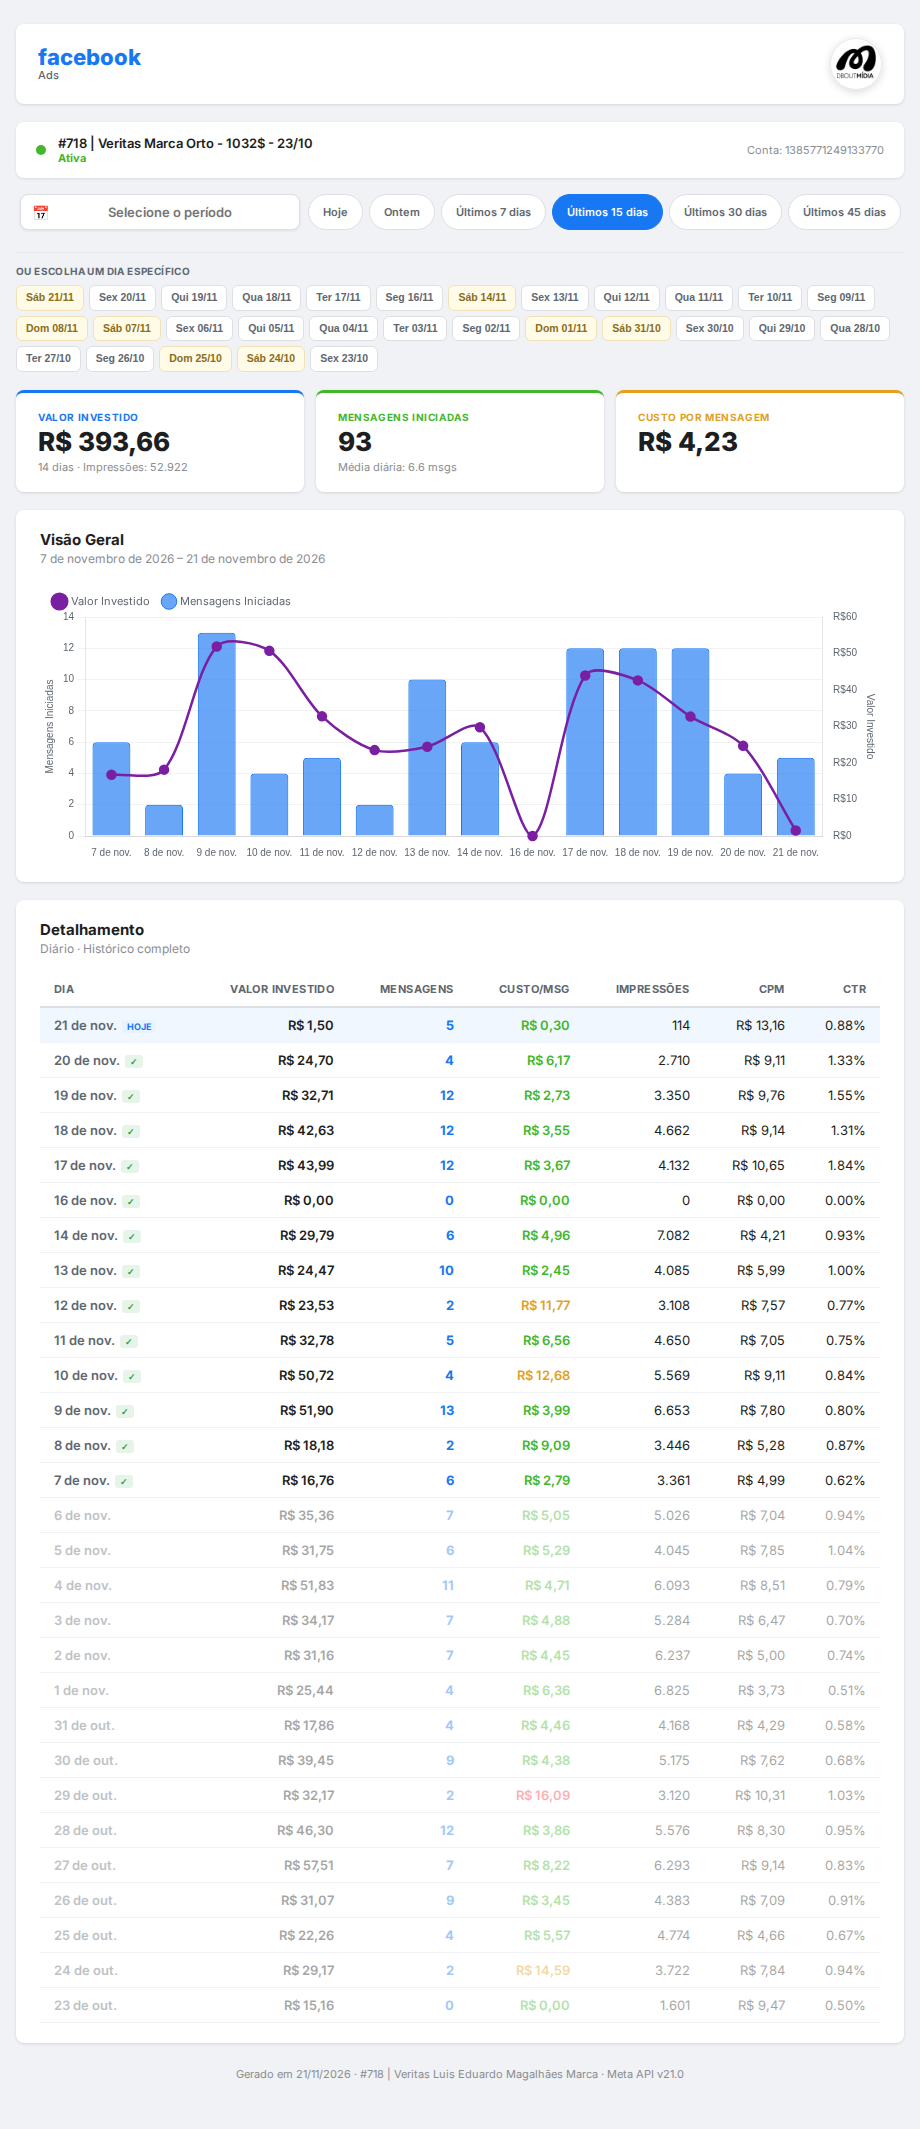 facebook
Ads
DBOUTMÍDIA
#718 | Veritas Marca Orto - 1032$ - 23/10
Ativa
Conta: 1385771249133770
Selecione o período
Hoje
Ontem
Últimos 7 dias
Últimos 15 dias
Últimos 30 dias
Últimos 45 dias
OU ESCOLHA UM DIA ESPECÍFICO
Sáb 21/11 Sex 20/11 Qui 19/11 Qua 18/11 Ter 17/11 Seg 16/11 Sáb 14/11 Sex 13/11 Qui 12/11 Qua 11/11 Ter 10/11 Seg 09/11
Dom 08/11 Sáb 07/11 Sex 06/11 Qui 05/11 Qua 04/11 Ter 03/11 Seg 02/11 Dom 01/11 Sáb 31/10 Sex 30/10 Qui 29/10 Qua 28/10
Ter 27/10 Seg 26/10 Dom 25/10 Sáb 24/10 Sex 23/10
VALOR INVESTIDO
R$ 393,66
14 dias · Impressões: 52.922
MENSAGENS INICIADAS
93
Média diária: 6.6 msgs
CUSTO POR MENSAGEM
R$ 4,23
Visão Geral
7 de novembro de 2026 – 21 de novembro de 2026
Valor Investido Mensagens Iniciadas
Mensagens Iniciadas
14
12
10
8
6
4
2
0
R$60
R$50
R$40
R$30
R$20
R$10
R$0
Valor Investido
7 de nov. 8 de nov. 9 de nov. 10 de nov. 11 de nov. 12 de nov. 13 de nov. 14 de nov. 16 de nov. 17 de nov. 18 de nov. 19 de nov. 20 de nov. 21 de nov.
Detalhamento
Diário · Histórico completo
DIA VALOR INVESTIDO MENSAGENS CUSTO/MSG IMPRESSÕES CPM CTR
21 de nov. HOJE R$ 1,50 5 R$ 0,30 114 R$ 13,16 0.88%
20 de nov. ✓ R$ 24,70 4 R$ 6,17 2.710 R$ 9,11 1.33%
19 de nov. ✓ R$ 32,71 12 R$ 2,73 3.350 R$ 9,76 1.55%
18 de nov. ✓ R$ 42,63 12 R$ 3,55 4.662 R$ 9,14 1.31%
17 de nov. ✓ R$ 43,99 12 R$ 3,67 4.132 R$ 10,65 1.84%
16 de nov. ✓ R$ 0,00 0 R$ 0,00 0 R$ 0,00 0.00%
14 de nov. ✓ R$ 29,79 6 R$ 4,96 7.082 R$ 4,21 0.93%
13 de nov. ✓ R$ 24,47 10 R$ 2,45 4.085 R$ 5,99 1.00%
12 de nov. ✓ R$ 23,53 2 R$ 11,77 3.108 R$ 7,57 0.77%
11 de nov. ✓ R$ 32,78 5 R$ 6,56 4.650 R$ 7,05 0.75%
10 de nov. ✓ R$ 50,72 4 R$ 12,68 5.569 R$ 9,11 0.84%
9 de nov. ✓ R$ 51,90 13 R$ 3,99 6.653 R$ 7,80 0.80%
8 de nov. ✓ R$ 18,18 2 R$ 9,09 3.446 R$ 5,28 0.87%
7 de nov. ✓ R$ 16,76 6 R$ 2,79 3.361 R$ 4,99 0.62%
6 de nov. R$ 35,36 7 R$ 5,05 5.026 R$ 7,04 0.94%
5 de nov. R$ 31,75 6 R$ 5,29 4.045 R$ 7,85 1.04%
4 de nov. R$ 51,83 11 R$ 4,71 6.093 R$ 8,51 0.79%
3 de nov. R$ 34,17 7 R$ 4,88 5.284 R$ 6,47 0.70%
2 de nov. R$ 31,16 7 R$ 4,45 6.237 R$ 5,00 0.74%
1 de nov. R$ 25,44 4 R$ 6,36 6.825 R$ 3,73 0.51%
31 de out. R$ 17,86 4 R$ 4,46 4.168 R$ 4,29 0.58%
30 de out. R$ 39,45 9 R$ 4,38 5.175 R$ 7,62 0.68%
29 de out. R$ 32,17 2 R$ 16,09 3.120 R$ 10,31 1.03%
28 de out. R$ 46,30 12 R$ 3,86 5.576 R$ 8,30 0.95%
27 de out. R$ 57,51 7 R$ 8,22 6.293 R$ 9,14 0.83%
26 de out. R$ 31,07 9 R$ 3,45 4.383 R$ 7,09 0.91%
25 de out. R$ 22,26 4 R$ 5,57 4.774 R$ 4,66 0.67%
24 de out. R$ 29,17 2 R$ 14,59 3.722 R$ 7,84 0.94%
23 de out. R$ 15,16 0 R$ 0,00 1.601 R$ 9,47 0.50%
Gerado em 21/11/2026 · #718 | Veritas Luis Eduardo Magalhães Marca · Meta API v21.0